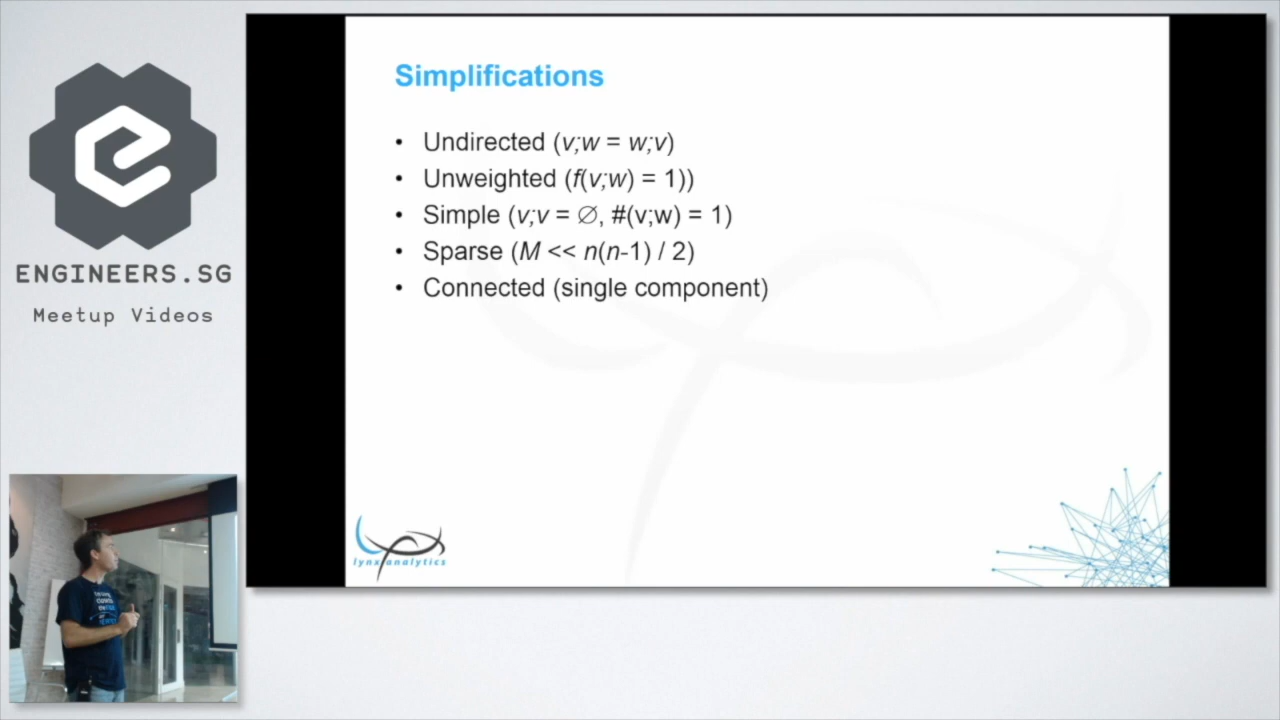 ENGINEERS.SG
Meetup Videos
Simplifications
• Undirected (v;w = w;v)
• Unweighted (f(v;w) = 1))
• Simple (v;v = ∅, #(v;w) = 1)
• Sparse (M << n(n-1) / 2)
• Connected (single component)
lynx analytics